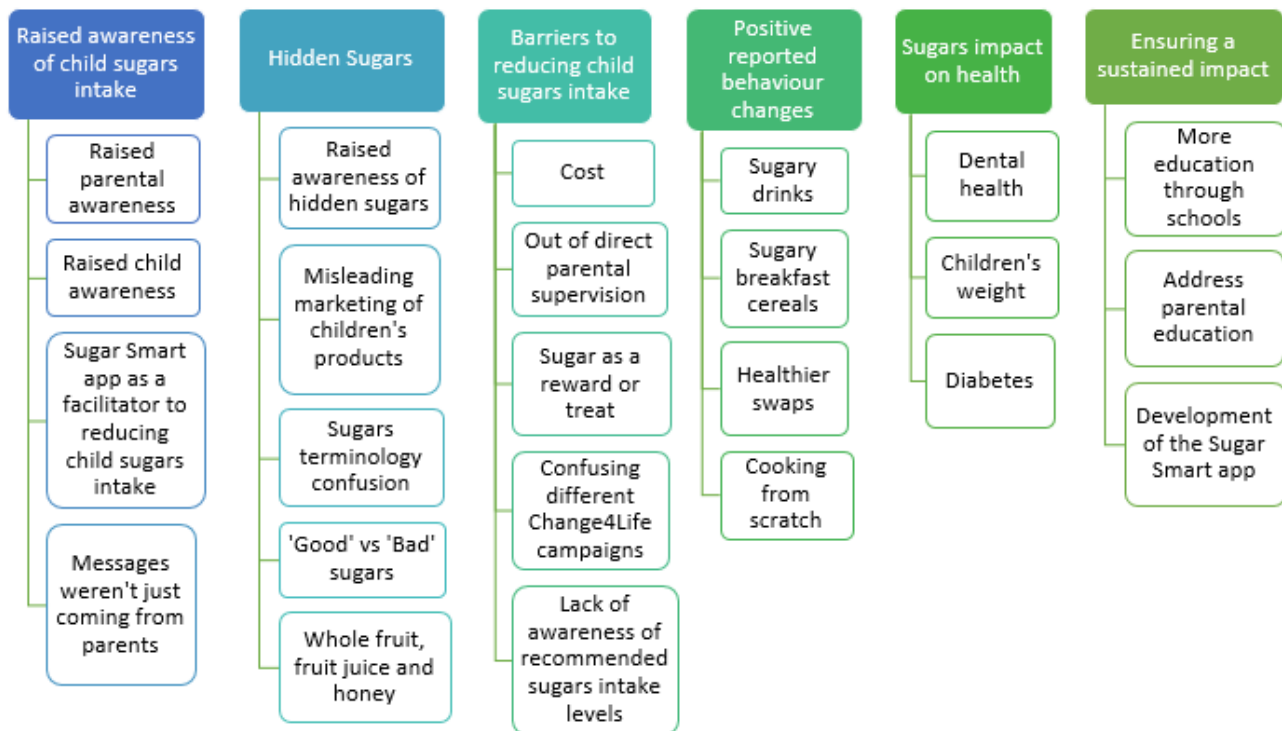 Raised awareness
of child sugars
intake
Raised
parental
awareness
Raised child
awareness
Sugar Smart
app as a
facilitator to
reducing
child sugars
intake
Messages
weren't just
coming from
parents
Hidden Sugars
Raised
awareness of
hidden sugars
Misleading
marketing of
children's
products
Sugars
terminology
confusion
'Good' vs 'Bad'
sugars
Whole fruit,
fruit juice and
honey
Barriers to
reducing child
sugars intake
Cost
Out of direct
parental
supervision
Sugar as a
reward or
treat
Confusing
different
Change4Life
campaigns
Lack of
awareness of
recommended
sugars intake
levels
Positive
reported
behaviour
changes
Sugary
drinks
Sugary
breakfast
cereals
Healthier
swaps
Cooking
from
scratch
Sugars impact
on health
Dental
health
Children's
weight
Diabetes
Ensuring a
sustained impact
More
education
through
schools
Address
parental
education
Development
of the Sugar
Smart app